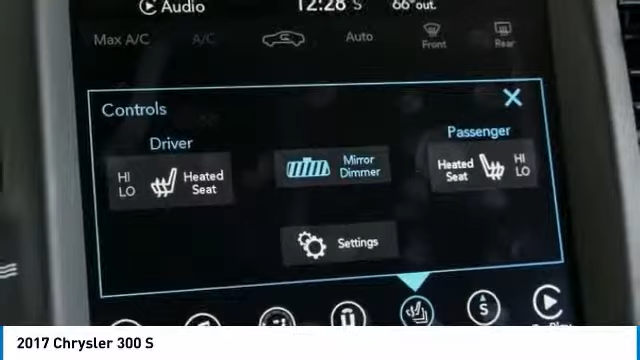 Audio 12:28 S 66°out.
Max A/C A/C Auto Front Rear
Controls X
Driver Passenger
HI LO Heated Seat Mirror Dimmer Heated Seat HI LO
Settings
S
2017 Chrysler 300 S